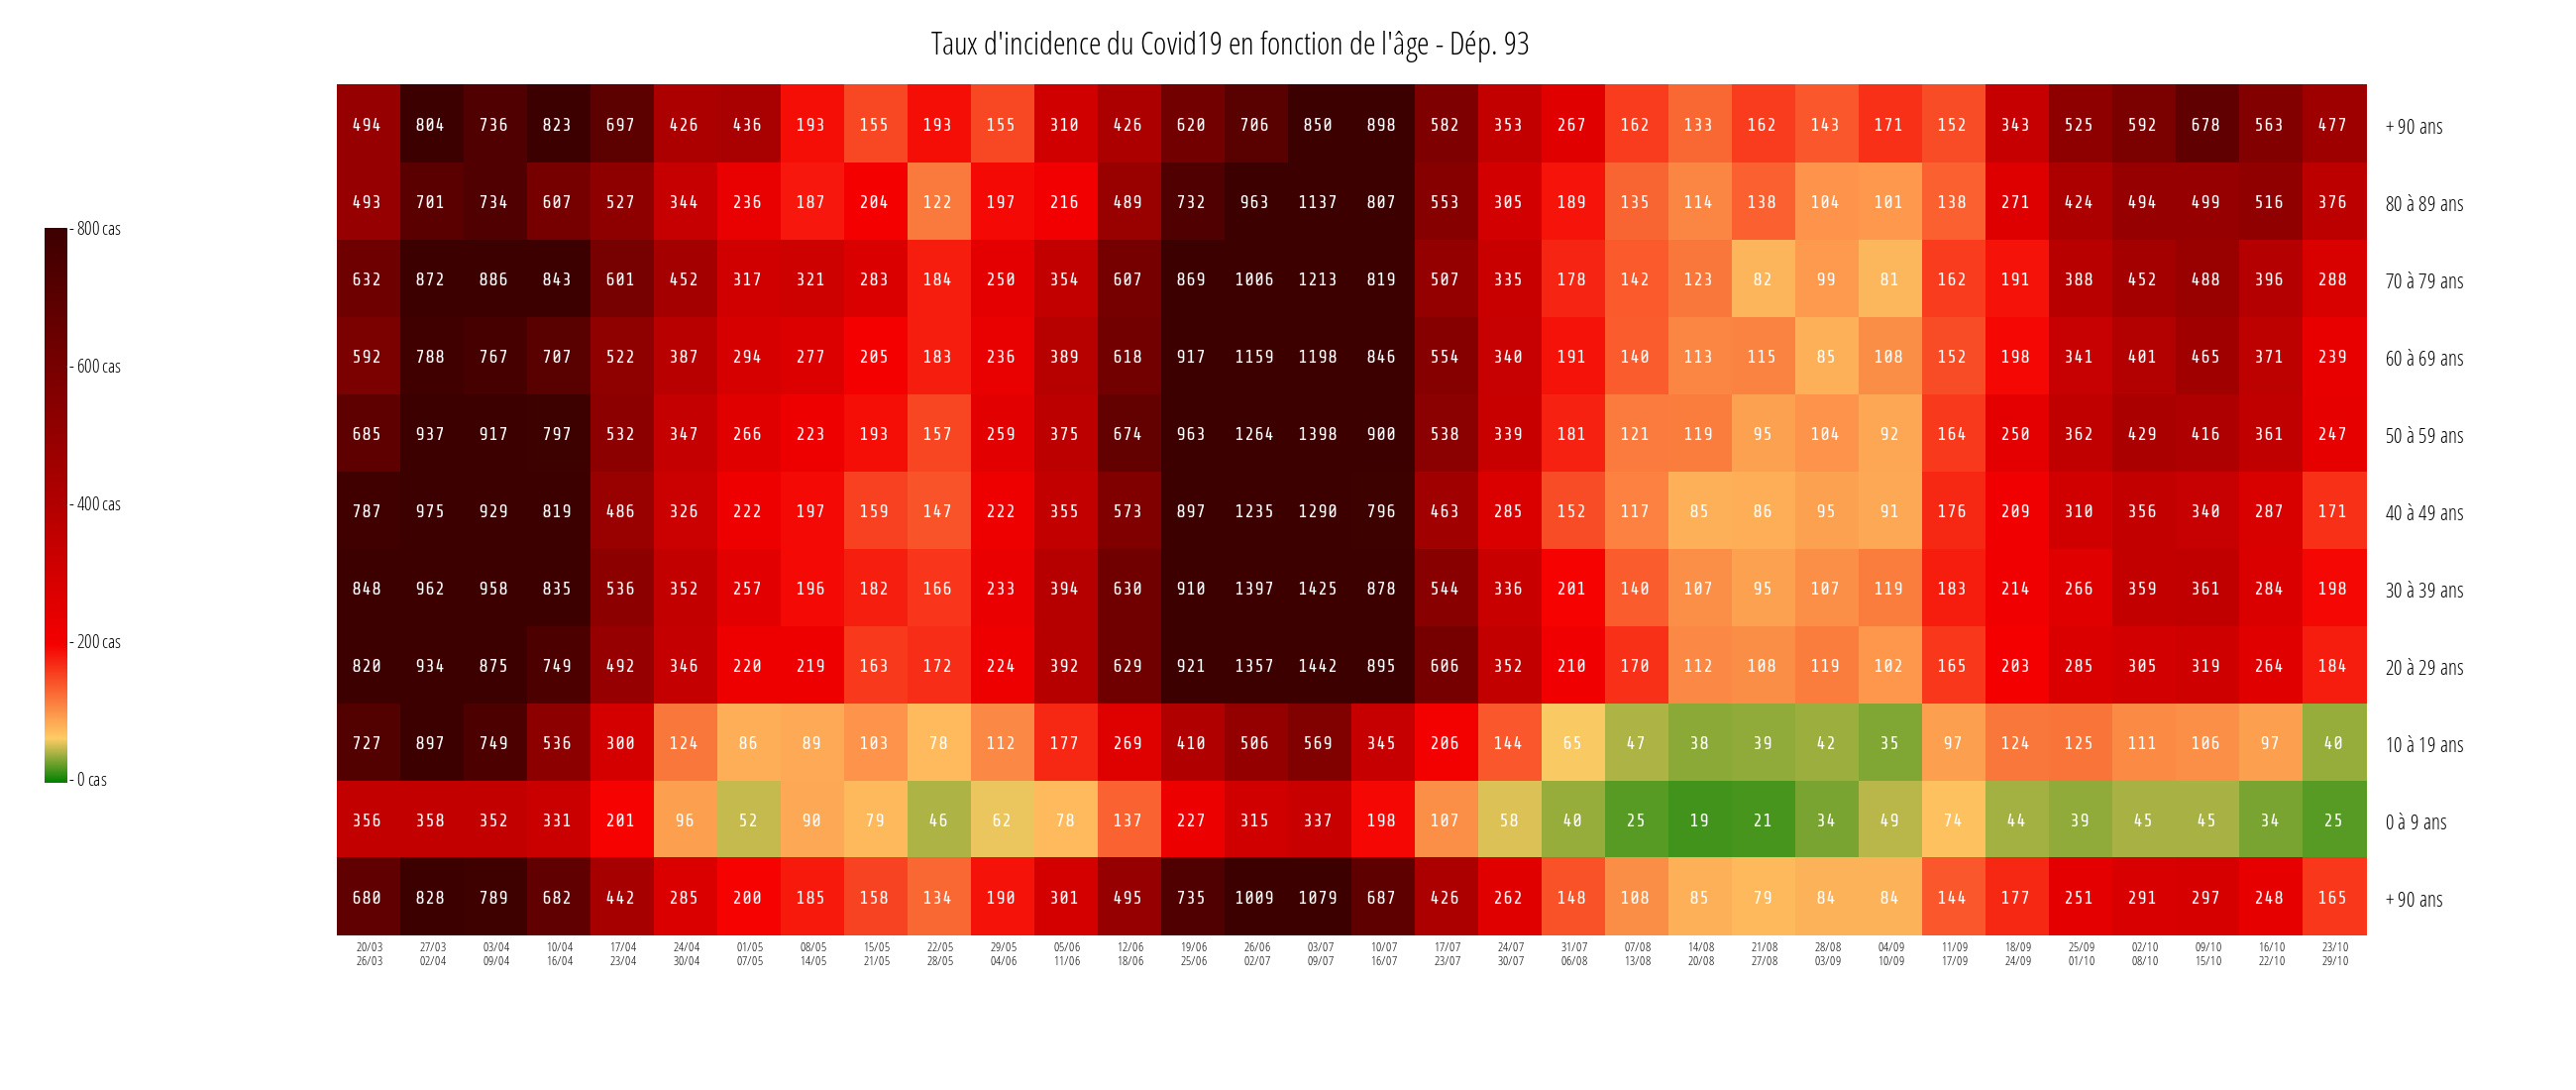 Taux d'incidence du Covid19 en fonction de l'âge - Dép. 93
- 800 cas
- 600 cas
- 400 cas
- 200 cas
- 0 cas
494 804 736 823 697 426 436 193 155 193 155 310 426 620 706 850 898 582 353 267 162 133 162 143 171 152 343 525 592 678 563 477 + 90 ans
493 701 734 607 527 344 236 187 204 122 197 216 489 732 963 1137 807 553 305 189 135 114 138 104 101 138 271 424 494 499 516 376 80 à 89 ans
632 872 886 843 601 452 317 321 283 184 250 354 607 869 1006 1213 819 507 335 178 142 123 82 99 81 162 191 388 452 488 396 288 70 à 79 ans
592 788 767 707 522 387 294 277 205 183 236 389 618 917 1159 1198 846 554 340 191 140 113 115 85 108 152 198 341 401 465 371 239 60 à 69 ans
685 937 917 797 532 347 266 223 193 157 259 375 674 963 1264 1398 900 538 339 181 121 119 95 104 92 164 250 362 429 416 361 247 50 à 59 ans
787 975 929 819 486 326 222 197 159 147 222 355 573 897 1235 1290 796 463 285 152 117 85 86 95 91 176 209 310 356 340 287 171 40 à 49 ans
848 962 958 835 536 352 257 196 182 166 233 394 630 910 1397 1425 878 544 336 201 140 107 95 107 119 183 214 266 359 361 284 198 30 à 39 ans
820 934 875 749 492 346 220 219 163 172 224 392 629 921 1357 1442 895 606 352 210 170 112 108 119 102 165 203 285 305 319 264 184 20 à 29 ans
727 897 749 536 300 124 86 89 103 78 112 177 269 410 506 569 345 206 144 65 47 38 39 42 35 97 124 125 111 106 97 40 10 à 19 ans
356 358 352 331 201 96 52 90 79 46 62 78 137 227 315 337 198 107 58 40 25 19 21 34 49 74 44 39 45 45 34 25 0 à 9 ans
680 828 789 682 442 285 200 185 158 134 190 301 495 735 1009 1079 687 426 262 148 108 85 79 84 84 144 177 251 291 297 248 165 + 90 ans
20/03 27/03 03/04 10/04 17/04 24/04 01/05 08/05 15/05 22/05 29/05 05/06 12/06 19/06 26/06 03/07 10/07 17/07 24/07 31/07 07/08 14/08 21/08 28/08 04/09 11/09 18/09 25/09 02/10 09/10 16/10 23/10
26/03 02/04 09/04 16/04 23/04 30/04 07/05 14/05 21/05 28/05 04/06 11/06 18/06 25/06 02/07 09/07 16/07 23/07 30/07 06/08 13/08 20/08 27/08 03/09 10/09 17/09 24/09 01/10 08/10 15/10 22/10 29/10